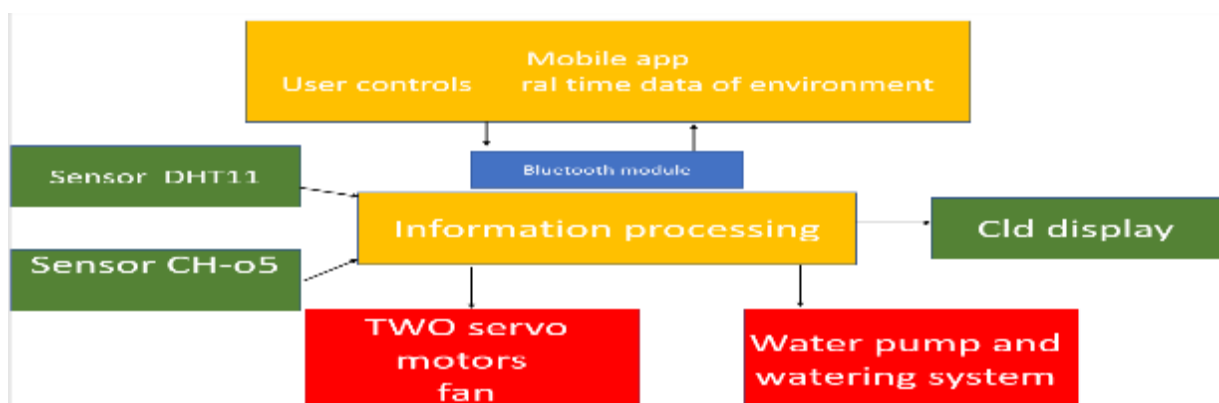 Mobile app
User controls ral time data of environment
Bluetooth module
Sensor DHT11
Information processing
Cld display
Sensor CH-o5
TWO servo
motors
fan
Water pump and
watering system